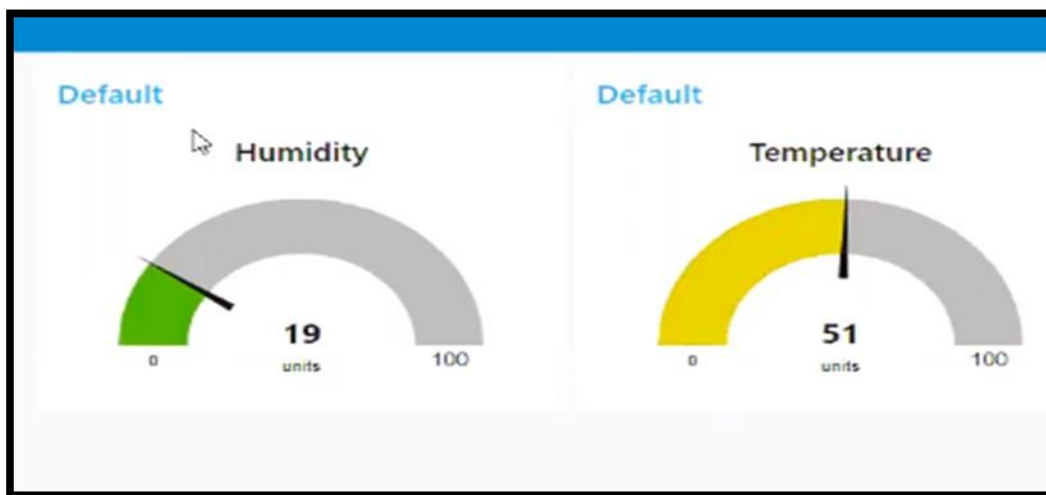 Default
Humidity
19
units
0
100
Default
Temperature
51
units
0
100